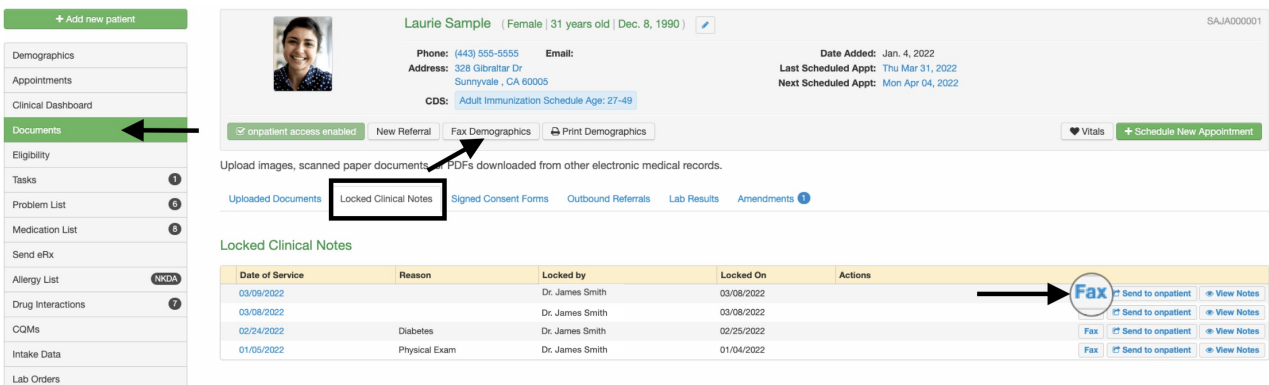 + Add new patient
Demographics
Appointments
Clinical Dashboard
Documents
Eligibility
Tasks 1
Problem List 6
Medication List 8
Send eRx
Allergy List NKDA
Drug Interactions 7
CQMs
Intake Data
Lab Orders
Laurie Sample (Female | 31 years old | Dec. 8, 1990) SAJA000001
Phone: (443) 555-5555 Email: Date Added: Jan. 4, 2022
Address: 328 Gibraltar Dr Last Scheduled Appt: Thu Mar 31, 2022
Sunnyvale , CA 60005 Next Scheduled Appt: Mon Apr 04, 2022
CDS: Adult Immunization Schedule Age: 27-49
onpatient access enabled New Referral Fax Demographics Print Demographics Vitals + Schedule New Appointment
Upload images, scanned paper documents, PDFs downloaded from other electronic medical records.
Uploaded Documents Locked Clinical Notes Signed Consent Forms Outbound Referrals Lab Results Amendments 1
Locked Clinical Notes
Date of Service Reason Locked by Locked On Actions
03/09/2022 Dr. James Smith 03/08/2022 Fax Send to onpatient View Notes
03/08/2022 Dr. James Smith 03/08/2022 Send to onpatient View Notes
02/24/2022 Diabetes Dr. James Smith 02/25/2022 Fax Send to onpatient View Notes
01/05/2022 Physical Exam Dr. James Smith 01/04/2022 Fax Send to onpatient View Notes